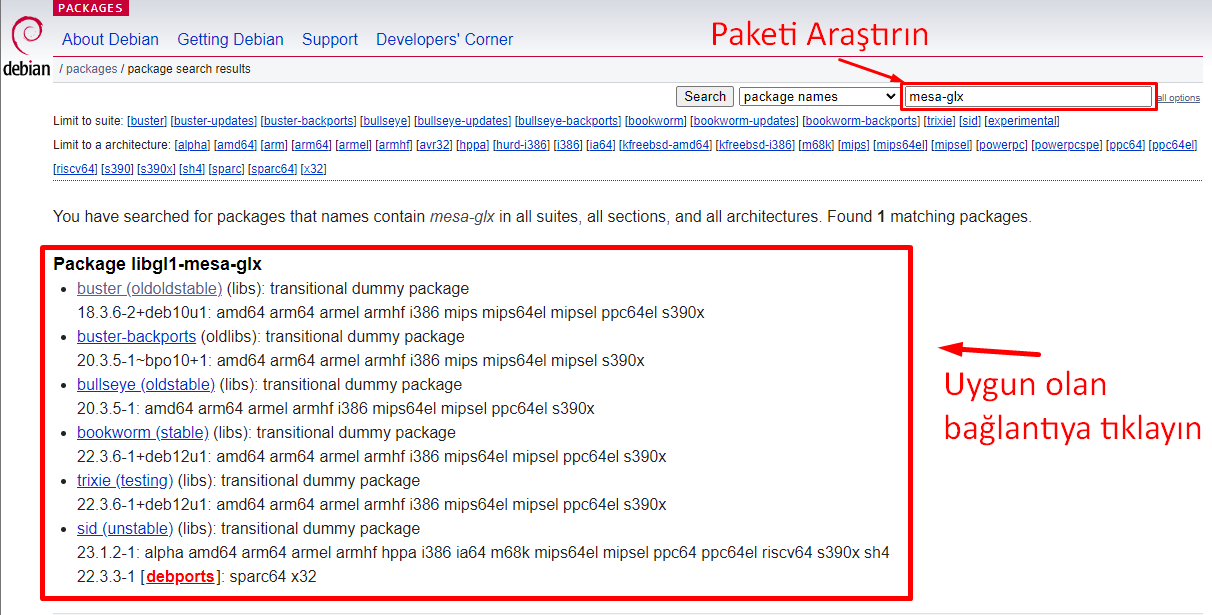 PACKAGES
About Debian Getting Debian Support Developers' Corner
debian
/ packages / package search results
Paketi Araştırın
Search package names mesa-glx all options
Limit to suite: [buster] [buster-updates] [buster-backports] [bullseye] [bullseye-updates] [bullseye-backports] [bookworm] [bookworm-updates] [bookworm-backports] [trixie] [sid] [experimental]
Limit to a architecture: [alpha] [amd64] [arm] [arm64] [armel] [armhf] [avr32] [hppa] [hurd-i386] [i386] [ia64] [kfreebsd-amd64] [kfreebsd-i386] [m68k] [mips] [mips64el] [mipsel] [powerpc] [powerpcspe] [ppc64] [ppc64el]
[riscv64] [s390] [s390x] [sh4] [sparc] [sparc64] [x32]
You have searched for packages that names contain mesa-glx in all suites, all sections, and all architectures. Found 1 matching packages.
Package libgl1-mesa-glx
buster (oldoldstable) (libs): transitional dummy package
18.3.6-2+deb10u1: amd64 arm64 armel armhf i386 mips mips64el mipsel ppc64el s390x
buster-backports (oldlibs): transitional dummy package
20.3.5-1~bpo10+1: amd64 arm64 armel armhf i386 mips mips64el mipsel s390x
bullseye (oldstable) (libs): transitional dummy package
20.3.5-1: amd64 arm64 armel armhf i386 mips64el mipsel ppc64el s390x
bookworm (stable) (libs): transitional dummy package
22.3.6-1+deb12u1: amd64 arm64 armel armhf i386 mips64el mipsel ppc64el s390x
trixie (testing) (libs): transitional dummy package
22.3.6-1+deb12u1: amd64 arm64 armel armhf i386 mips64el mipsel ppc64el s390x
sid (unstable) (libs): transitional dummy package
23.1.2-1: alpha amd64 arm64 armel armhf hppa i386 ia64 m68k mips64el mipsel ppc64 ppc64el riscv64 s390x sh4
22.3.3-1 [debports]: sparc64 x32
Uygun olan
bağlantıya tıklayın